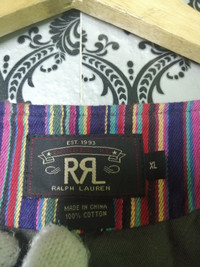 EST. 1993
RRL
RALPH LAUREN
XL
MADE IN CHINA
100% COTTON